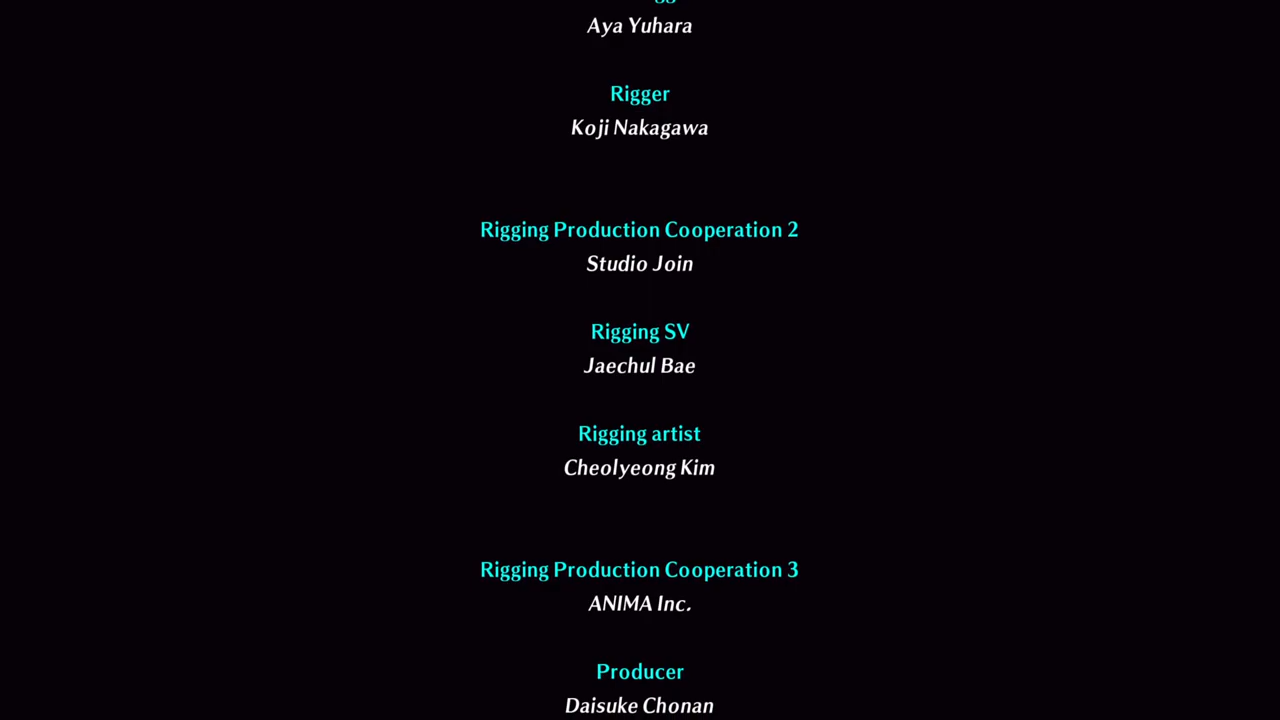 Aya Yuhara
Rigger
Koji Nakagawa
Rigging Production Cooperation 2
Studio Join
Rigging SV
Jaechul Bae
Rigging artist
Cheolyeong Kim
Rigging Production Cooperation 3
ANIMA Inc.
Producer
Daisuke Chonan